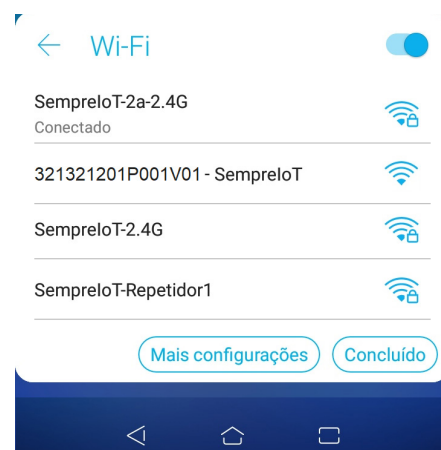 Wi-Fi
SempreIoT-2a-2.4G
Conectado
321321201P001V01 - SempreIoT
SempreIoT-2.4G
SempreIoT-Repetidor1
Mais configurações Concluído